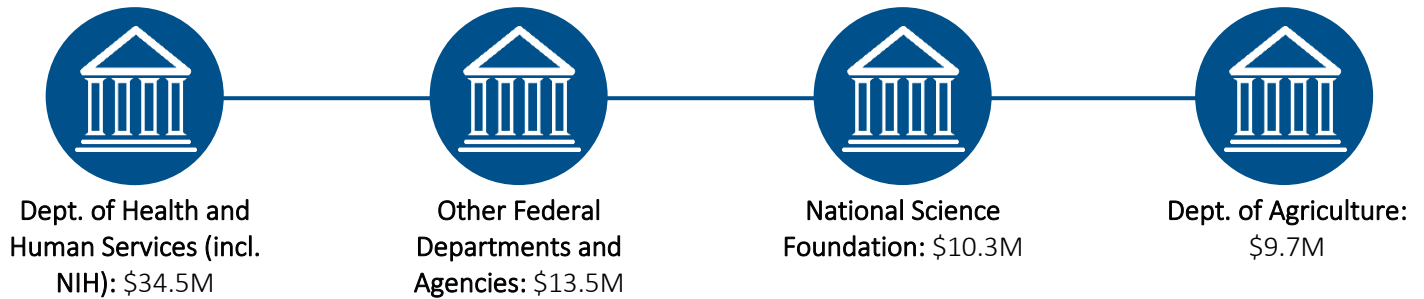 Dept. of Health and
Human Services (incl.
NIH): $34.5M
Other Federal
Departments and
Agencies: $13.5M
National Science
Foundation: $10.3M
Dept. of Agriculture:
$9.7M